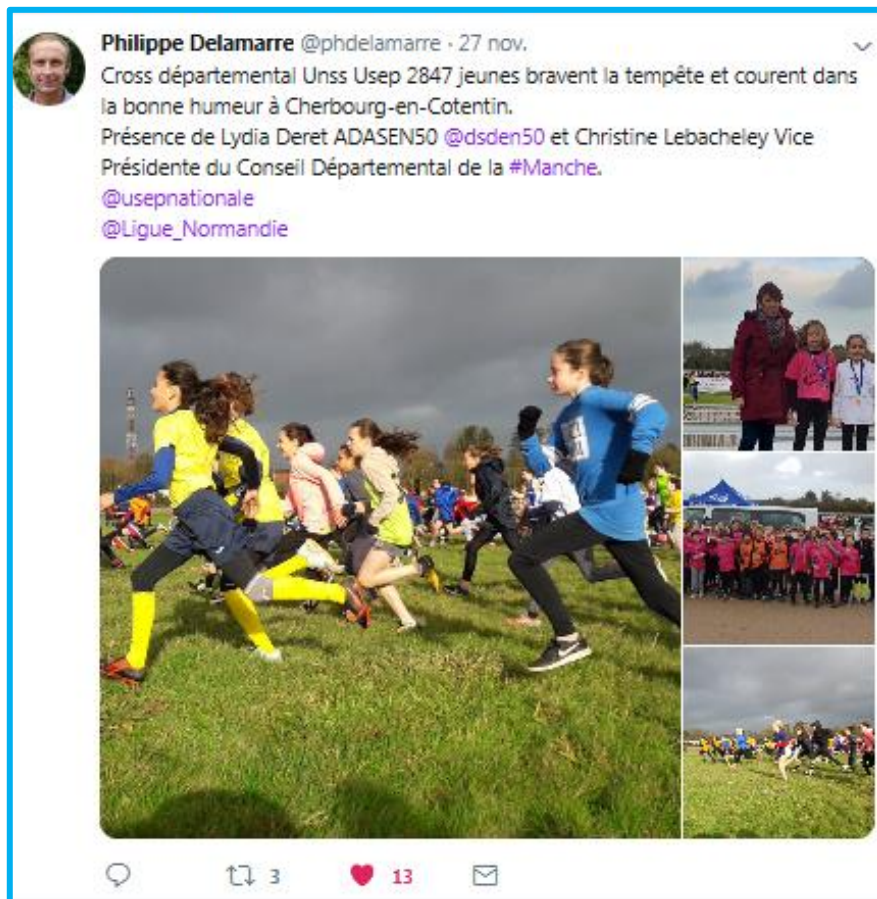 Philippe Delamarre @phdelamarre · 27 nov.
Cross départemental Unss Usep 2847 jeunes bravent la tempête et courent dans
la bonne humeur à Cherbourg-en-Cotentin.
Présence de Lydia Deret ADASEN50 @dsden50 et Christine Lebacheley Vice
Présidente du Conseil Départemental de la #Manche.
@usepnationale
@Ligue_Normandie
3
13